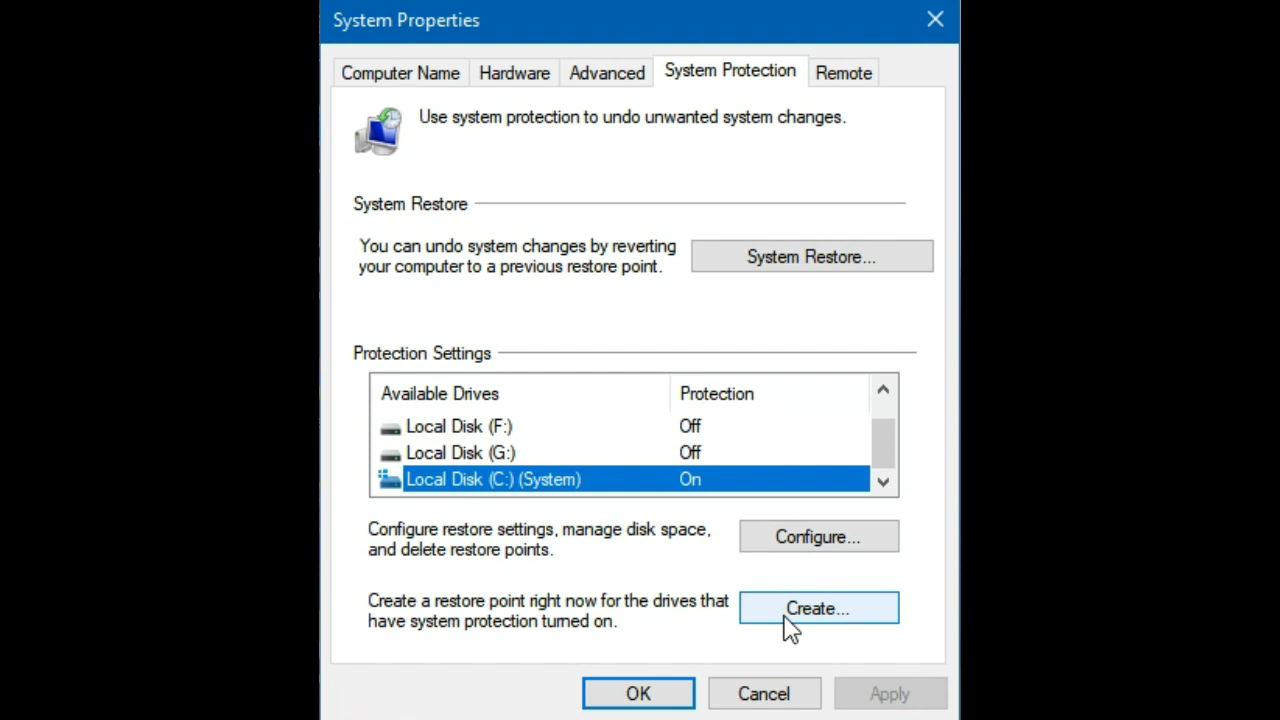 System Properties
Computer Name
Hardware
Advanced
System Protection
Remote
Use system protection to undo unwanted system changes.
System Restore
You can undo system changes by reverting
your computer to a previous restore point.
System Restore...
Protection Settings
Available Drives
Protection
Local Disk (F:)
Off
Local Disk (G:)
Off
Local Disk (C:) (System)
On
Configure restore settings, manage disk space,
and delete restore points.
Configure...
Create a restore point right now for the drives that
have system protection turned on.
Create...
OK
Cancel
Apply